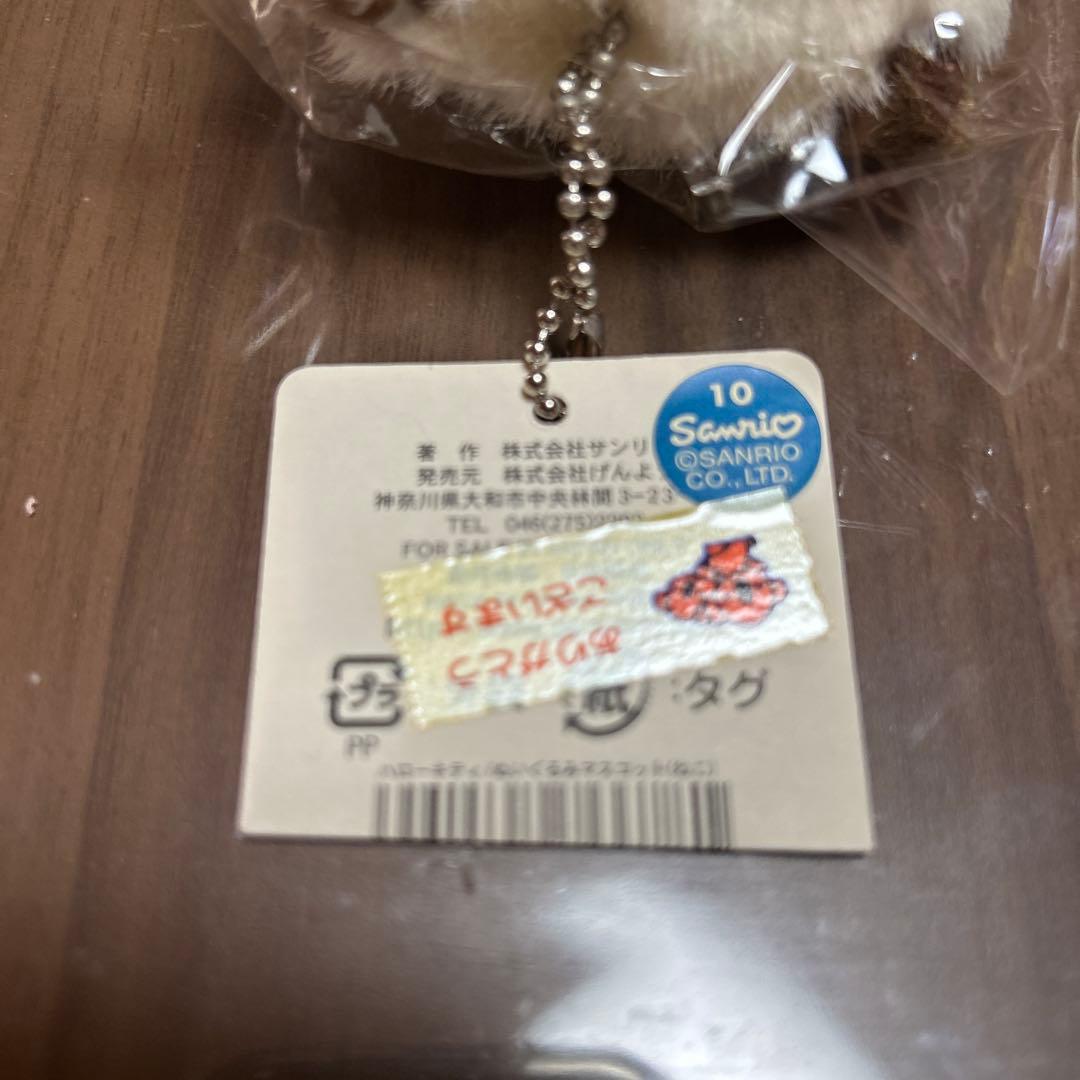 10
Sanrio
©SANRIO
CO., LTD.
著 作 株式会社サンリ
発売元 株式会社げんよ
神奈川県大和市中央林間3-23
TEL 046(275)
FOR
ありがとう
ございます
プラ
PP
紙
:タグ
ハローキティ/ぬいぐるみマスコット(ねこ)